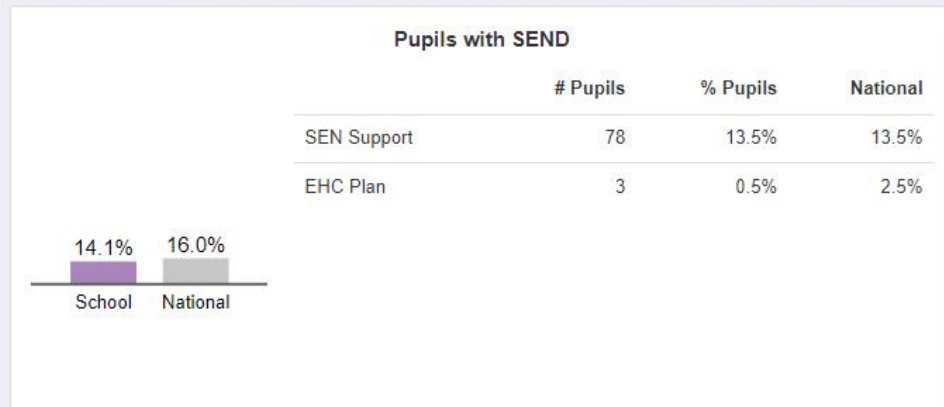 Pupils with SEND
# Pupils % Pupils National
SEN Support 78 13.5% 13.5%
EHC Plan 3 0.5% 2.5%
14.1% 16.0%
School National